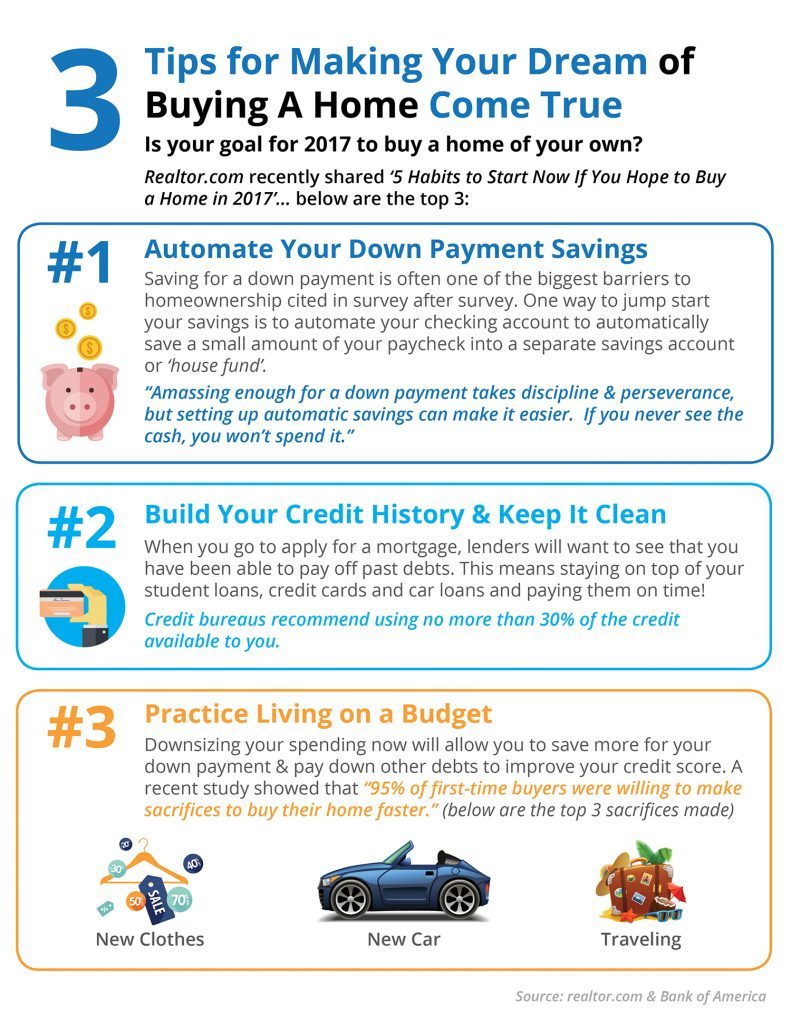 3
Tips for Making Your Dream of
Buying A Home Come True
Is your goal for 2017 to buy a home of your own?
Realtor.com recently shared ‘5 Habits to Start Now If You Hope to Buy
a Home in 2017’... below are the top 3:
#1
Automate Your Down Payment Savings
Saving for a down payment is often one of the biggest barriers to
homeownership cited in survey after survey. One way to jump start
your savings is to automate your checking account to automatically
save a small amount of your paycheck into a separate savings account
or ‘house fund’.
“Amassing enough for a down payment takes discipline & perseverance,
but setting up automatic savings can make it easier.  If you never see the
cash, you won’t spend it.”
#2
Build Your Credit History & Keep It Clean
When you go to apply for a mortgage, lenders will want to see that you
have been able to pay off past debts. This means staying on top of your
student loans, credit cards and car loans and paying them on time!
Credit bureaus recommend using no more than 30% of the credit
available to you.
#3
Practice Living on a Budget
Downsizing your spending now will allow you to save more for your
down payment & pay down other debts to improve your credit score. A
recent study showed that “95% of first-time buyers were willing to make
sacrifices to buy their home faster.” (below are the top 3 sacrifices made)
20%
30%
40%
50%
SALE
70%
New Clothes
New Car
Traveling
Source: realtor.com & Bank of America